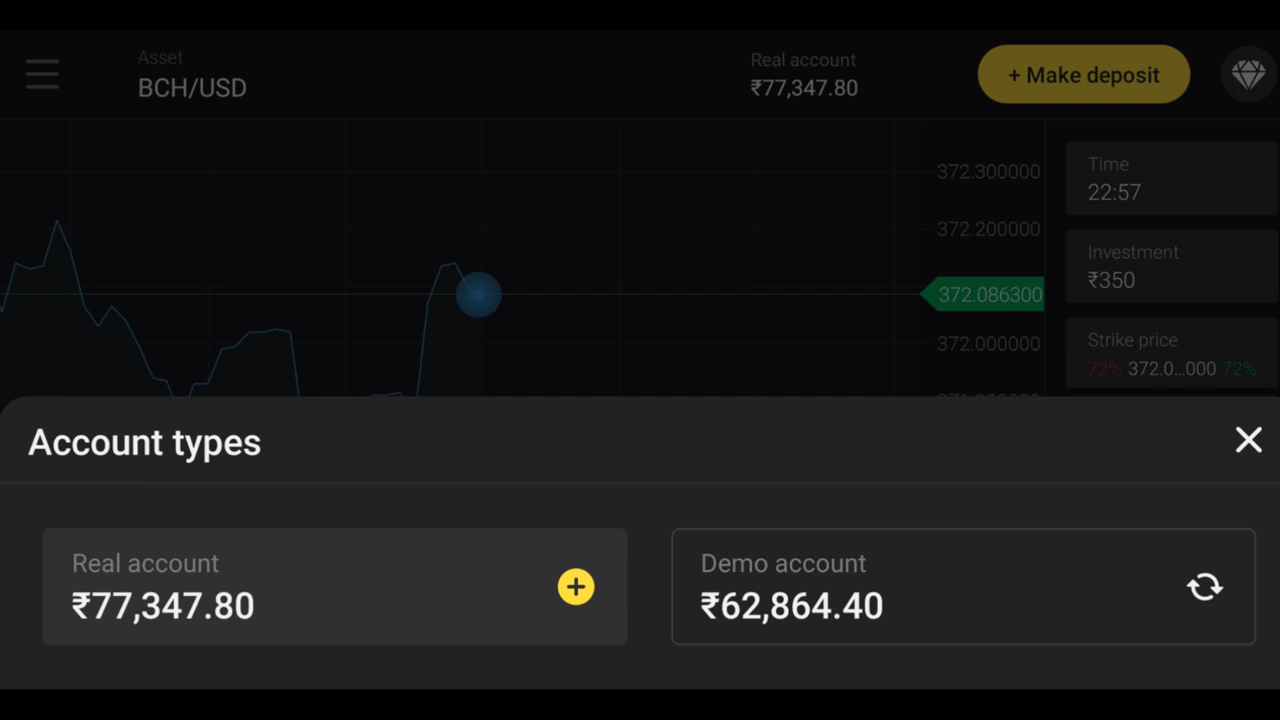 Asset
BCH/USD
Real account
₹77,347.80
+ Make deposit
372.300000
372.200000
372.086300
372.000000
Time
22:57
Investment
₹350
Strike price
72% 372.0...000 72%
Account types
Real account
₹77,347.80
Demo account
₹62,864.40